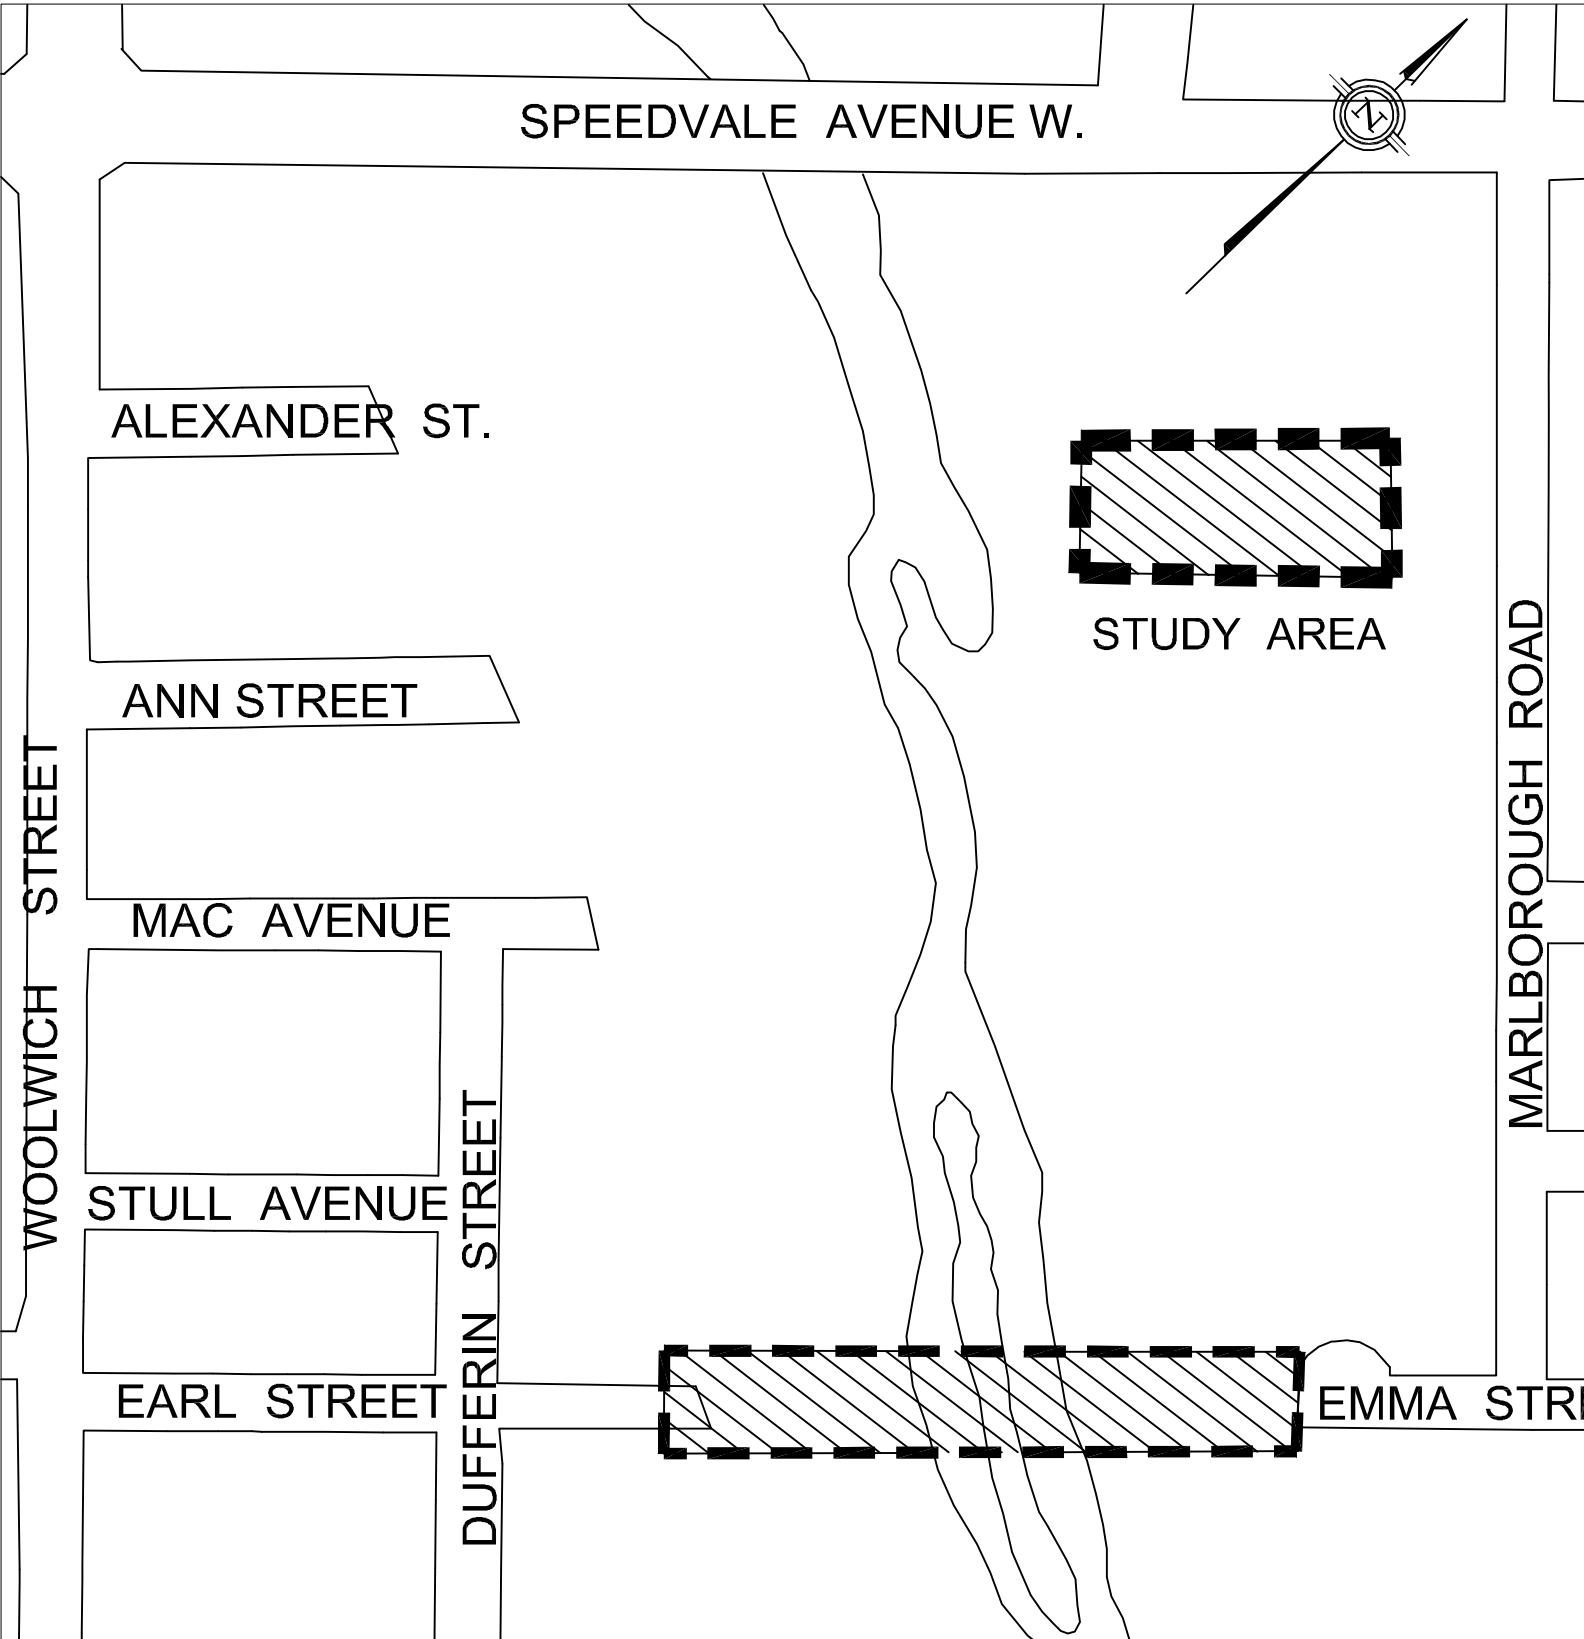 SPEEDVALE AVENUE W.
N
ALEXANDER ST.
STUDY AREA
ANN STREET
MAC AVENUE
WOOLWICH STREET
MARLBOROUGH ROAD
STULL AVENUE
DUFFERIN STREET
EARL STREET
EMMA STRE